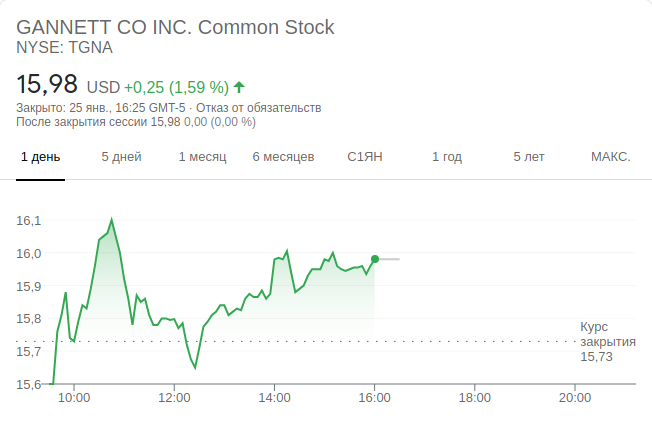 GANNETT CO INC. Common Stock
NYSE: TGNA
15,98 USD +0,25 (1,59 %)
Закрыто: 25 янв., 16:25 GMT-5 · Отказ от обязательств
После закрытия сессии 15,98 0,00 (0,00 %)
1 день 5 дней 1 месяц 6 месяцев С1ЯН 1 год 5 лет МАКС.
16,1
16,0
15,9
15,8
Курс
закрытия
15,7
15,73
15,6
10:00 12:00 14:00 16:00 18:00 20:00